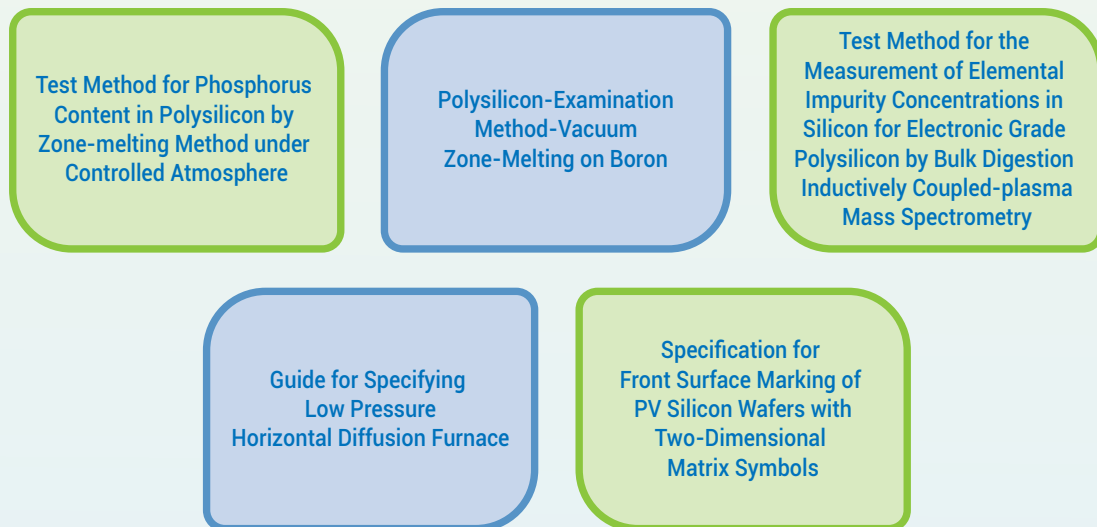 Test Method for Phosphorus
Content in Polysilicon by
Zone-melting Method under
Controlled Atmosphere
Polysilicon-Examination
Method-Vacuum
Zone-Melting on Boron
Test Method for the
Measurement of Elemental
Impurity Concentrations in
Silicon for Electronic Grade
Polysilicon by Bulk Digestion
Inductively Coupled-plasma
Mass Spectrometry
Guide for Specifying
Low Pressure
Horizontal Diffusion Furnace
Specification for
Front Surface Marking of
PV Silicon Wafers with
Two-Dimensional
Matrix Symbols